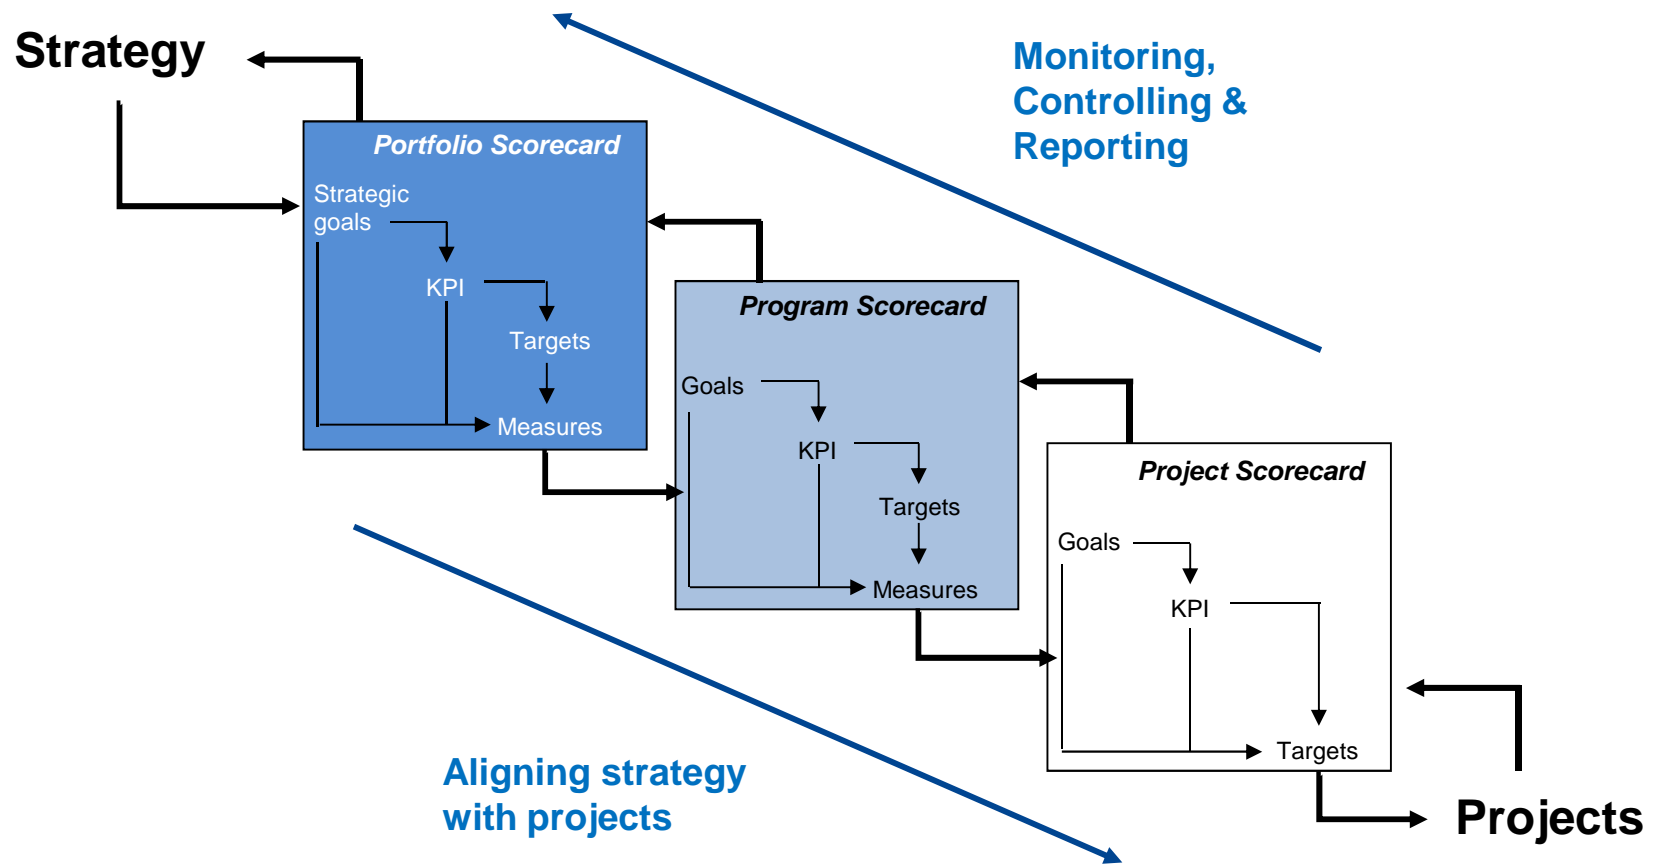 Strategy
Monitoring,
Controlling &
Reporting
Portfolio Scorecard
Strategic
goals
KPI
Targets
Measures
Program Scorecard
Goals
KPI
Targets
Measures
Project Scorecard
Goals
KPI
Targets
Aligning strategy
with projects
Projects